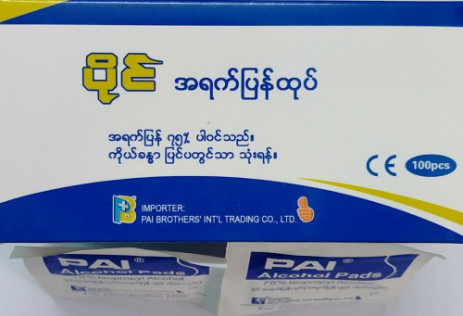 ပိုင် အရက်ပြန်ထုပ်
အရက်ပြန် ၇၅% ပါဝင်သည်။
ကိုယ်ခန္ဓာ ပြင်ပတွင်သာ သုံးရန်။
CE 100pcs
IMPORTER:
PAI BROTHERS' INT'L TRADING CO., LTD.
PAI® PAI®
Alcohol Pads Alcohol Pads
75% Isopropyl Alcohol